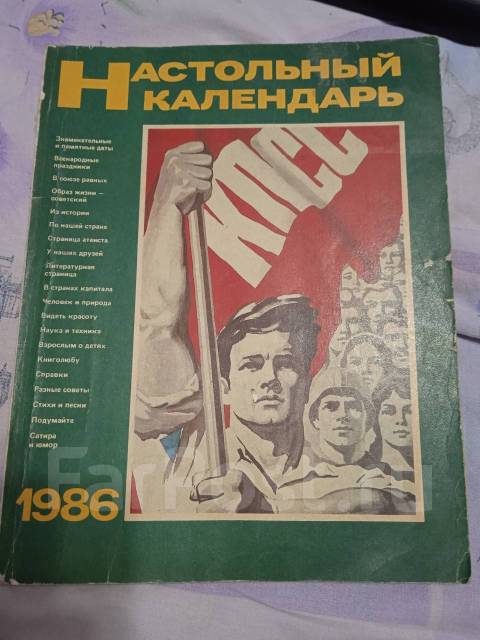 НАСТОЛЬНЫЙ
КАЛЕНДАРЬ
Знаменательные
и памятные даты
Всенародные
праздники
В союзе равных
Образ жизни —
советский
Из истории
По нашей стране
Страница атеиста
У наших друзей
Литературная
страница
В странах капитала
Человек и природа
Видеть красоту
Наука и техника
Взрослым о детях
Книголюбу
Справки
Разные советы
Стихи и песни
Подумайте
Сатира
и юмор
КПСС
1986
FarPost.ru